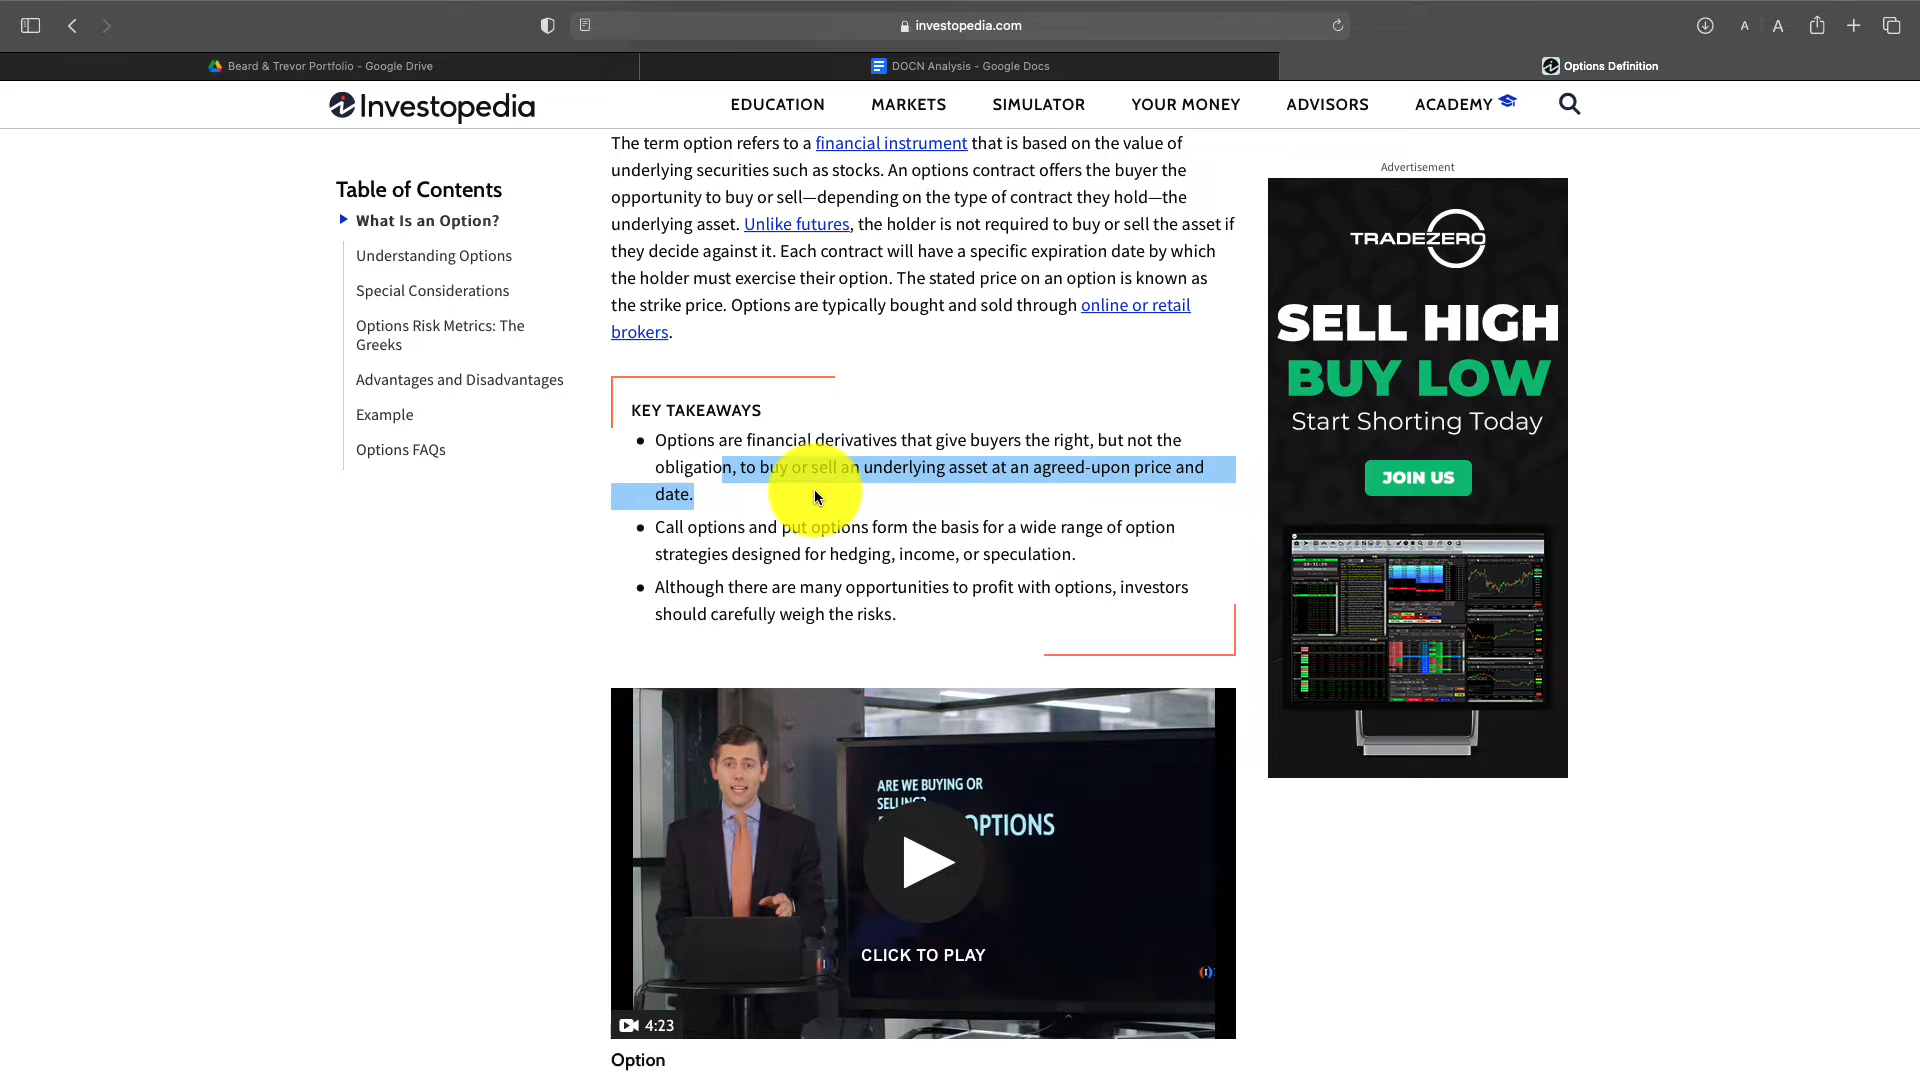 investopedia.com
A A
Beard & Trevor Portfolio - Google Drive
DOCN Analysis - Google Docs
Options Definition
Investopedia
EDUCATION MARKETS SIMULATOR YOUR MONEY ADVISORS ACADEMY
The term option refers to a financial instrument that is based on the value of
underlying securities such as stocks. An options contract offers the buyer the
opportunity to buy or sell—depending on the type of contract they hold—the
underlying asset. Unlike futures, the holder is not required to buy or sell the asset if
they decide against it. Each contract will have a specific expiration date by which
the holder must exercise their option. The stated price on an option is known as
the strike price. Options are typically bought and sold through online or retail
brokers.
Table of Contents
What Is an Option?
Understanding Options
Special Considerations
Options Risk Metrics: The
Greeks
Advantages and Disadvantages
Example
Options FAQs
KEY TAKEAWAYS
Options are financial derivatives that give buyers the right, but not the
obligation, to buy or sell an underlying asset at an agreed-upon price and
date.
Call options and put options form the basis for a wide range of option
strategies designed for hedging, income, or speculation.
Although there are many opportunities to profit with options, investors
should carefully weigh the risks.
ARE WE BUYING OR
SELLING?
OPTIONS
CLICK TO PLAY
4:23
Option
Advertisement
TRADEZERO
SELL HIGH
BUY LOW
Start Shorting Today
JOIN US